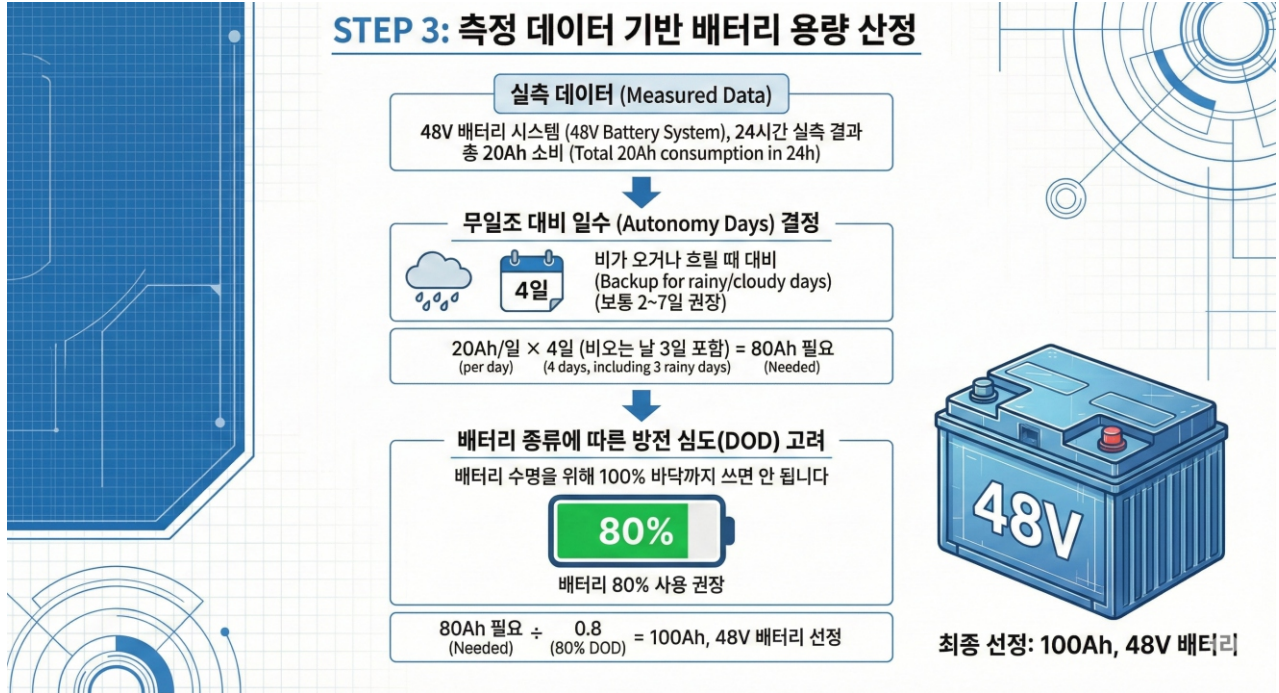 STEP 3: 측정 데이터 기반 배터리 용량 산정
실측 데이터 (Measured Data)
48V 배터리 시스템 (48V Battery System), 24시간 실측 결과
총 20Ah 소비 (Total 20Ah consumption in 24h)
무일조 대비 일수 (Autonomy Days) 결정
4일
비가 오거나 흐릴 때 대비
(Backup for rainy/cloudy days)
(보통 2~7일 권장)
20Ah/일 × 4일 (비오는 날 3일 포함) = 80Ah 필요
(per day) (4 days, including 3 rainy days) (Needed)
배터리 종류에 따른 방전 심도(DOD) 고려
배터리 수명을 위해 100% 바닥까지 쓰면 안 됩니다
80%
배터리 80% 사용 권장
80Ah 필요 ÷ 0.8 = 100Ah, 48V 배터리 선정
(Needed) (80% DOD)
48V
최종 선정: 100Ah, 48V 배터리